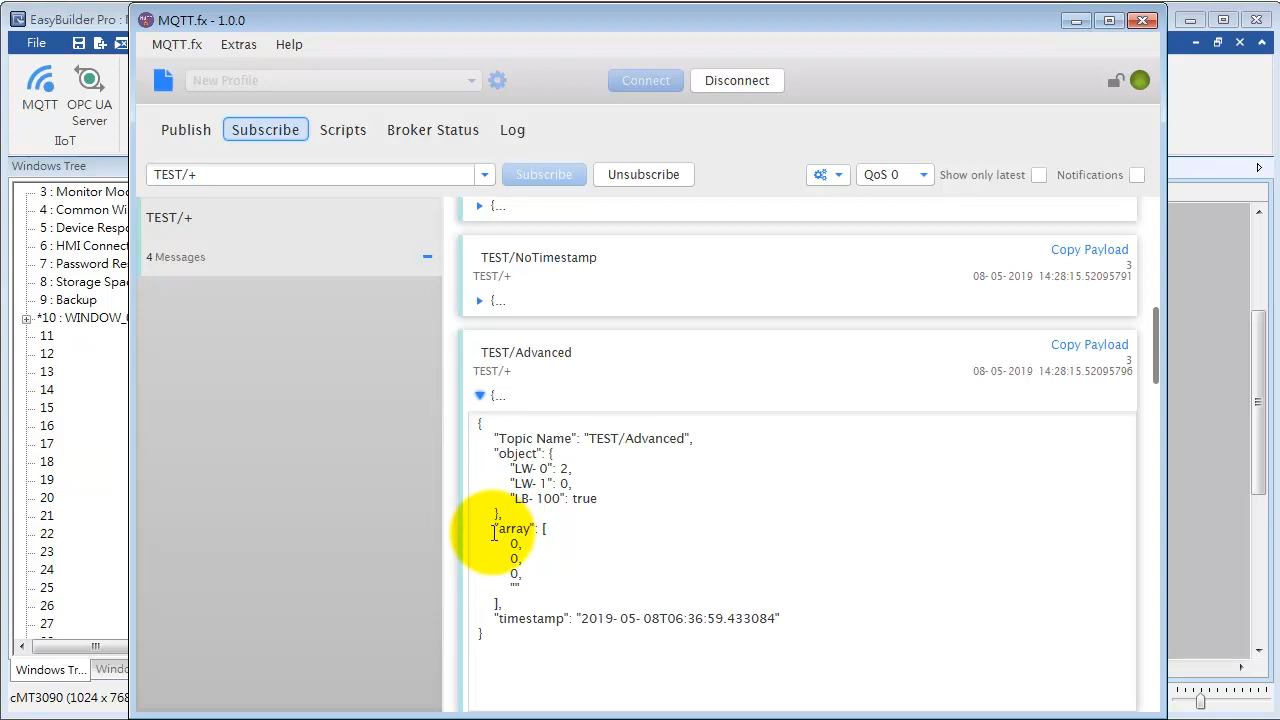 EasyBuilder Pro :
MQTT.fx - 1.0.0
File
MQTT.fx Extras Help
New Profile
Connect
Disconnect
MQTT
OPC UA
Server
IIoT
Publish Subscribe Scripts Broker Status Log
Windows Tree
TEST/+
Subscribe
Unsubscribe
QoS 0
Show only latest
Notifications
3 : Monitor Mod
4 : Common Wi
5 : Device Respo
6 : HMI Connect
7 : Password Re
8 : Storage Spac
9 : Backup
*10 : WINDOW_0
11
12
13
14
15
16
17
18
19
20
21
22
23
24
25
26
27
TEST/+
4 Messages
{...
TEST/NoTimestamp
Copy Payload
3
TEST/+
08- 05- 2019 14:28:15.52095791
{...
TEST/Advanced
Copy Payload
3
TEST/+
08- 05- 2019 14:28:15.52095796
{...
{
"Topic Name": "TEST/Advanced",
"object": {
"LW- 0": 2,
"LW- 1": 0,
"LB- 100": true
},
"array": [
0,
0,
0,
""
],
"timestamp": "2019- 05- 08T06:36:59.433084"
}
Windows Tr...
Windo
cMT3090 (1024 x 768